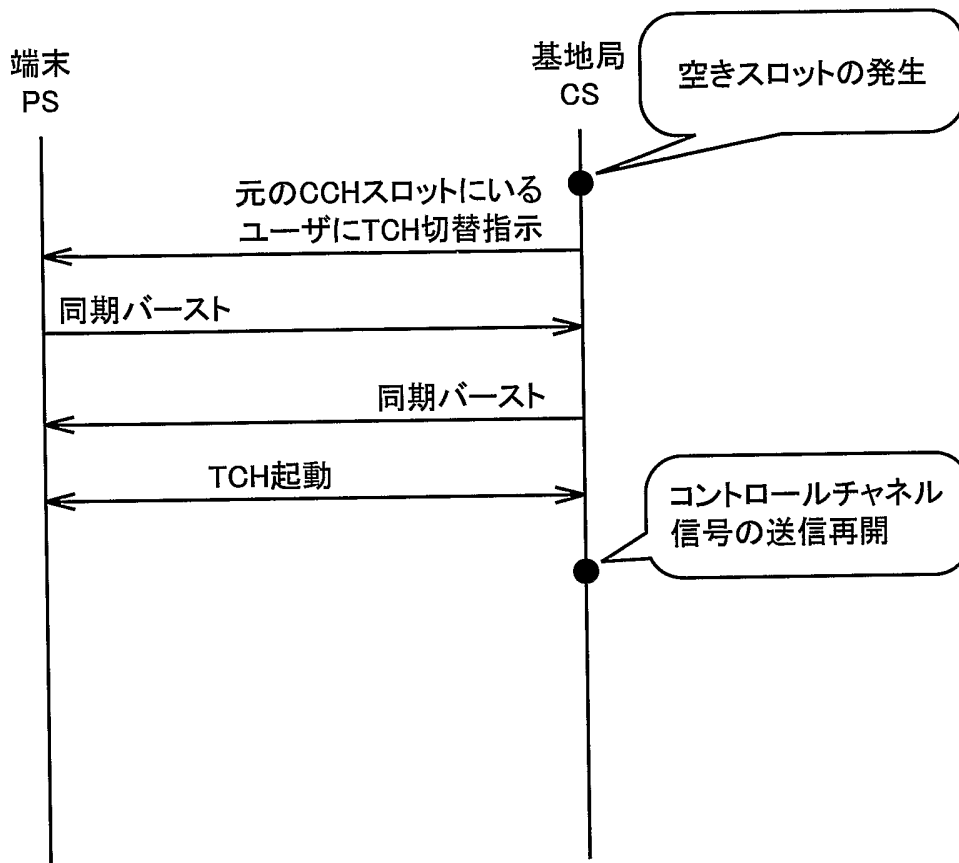 端末
PS
基地局
CS
空きスロットの発生
元のCCHスロットにいる
ユーザにTCH切替指示
同期バースト
同期バースト
TCH起動
コントロールチャネル
信号の送信再開